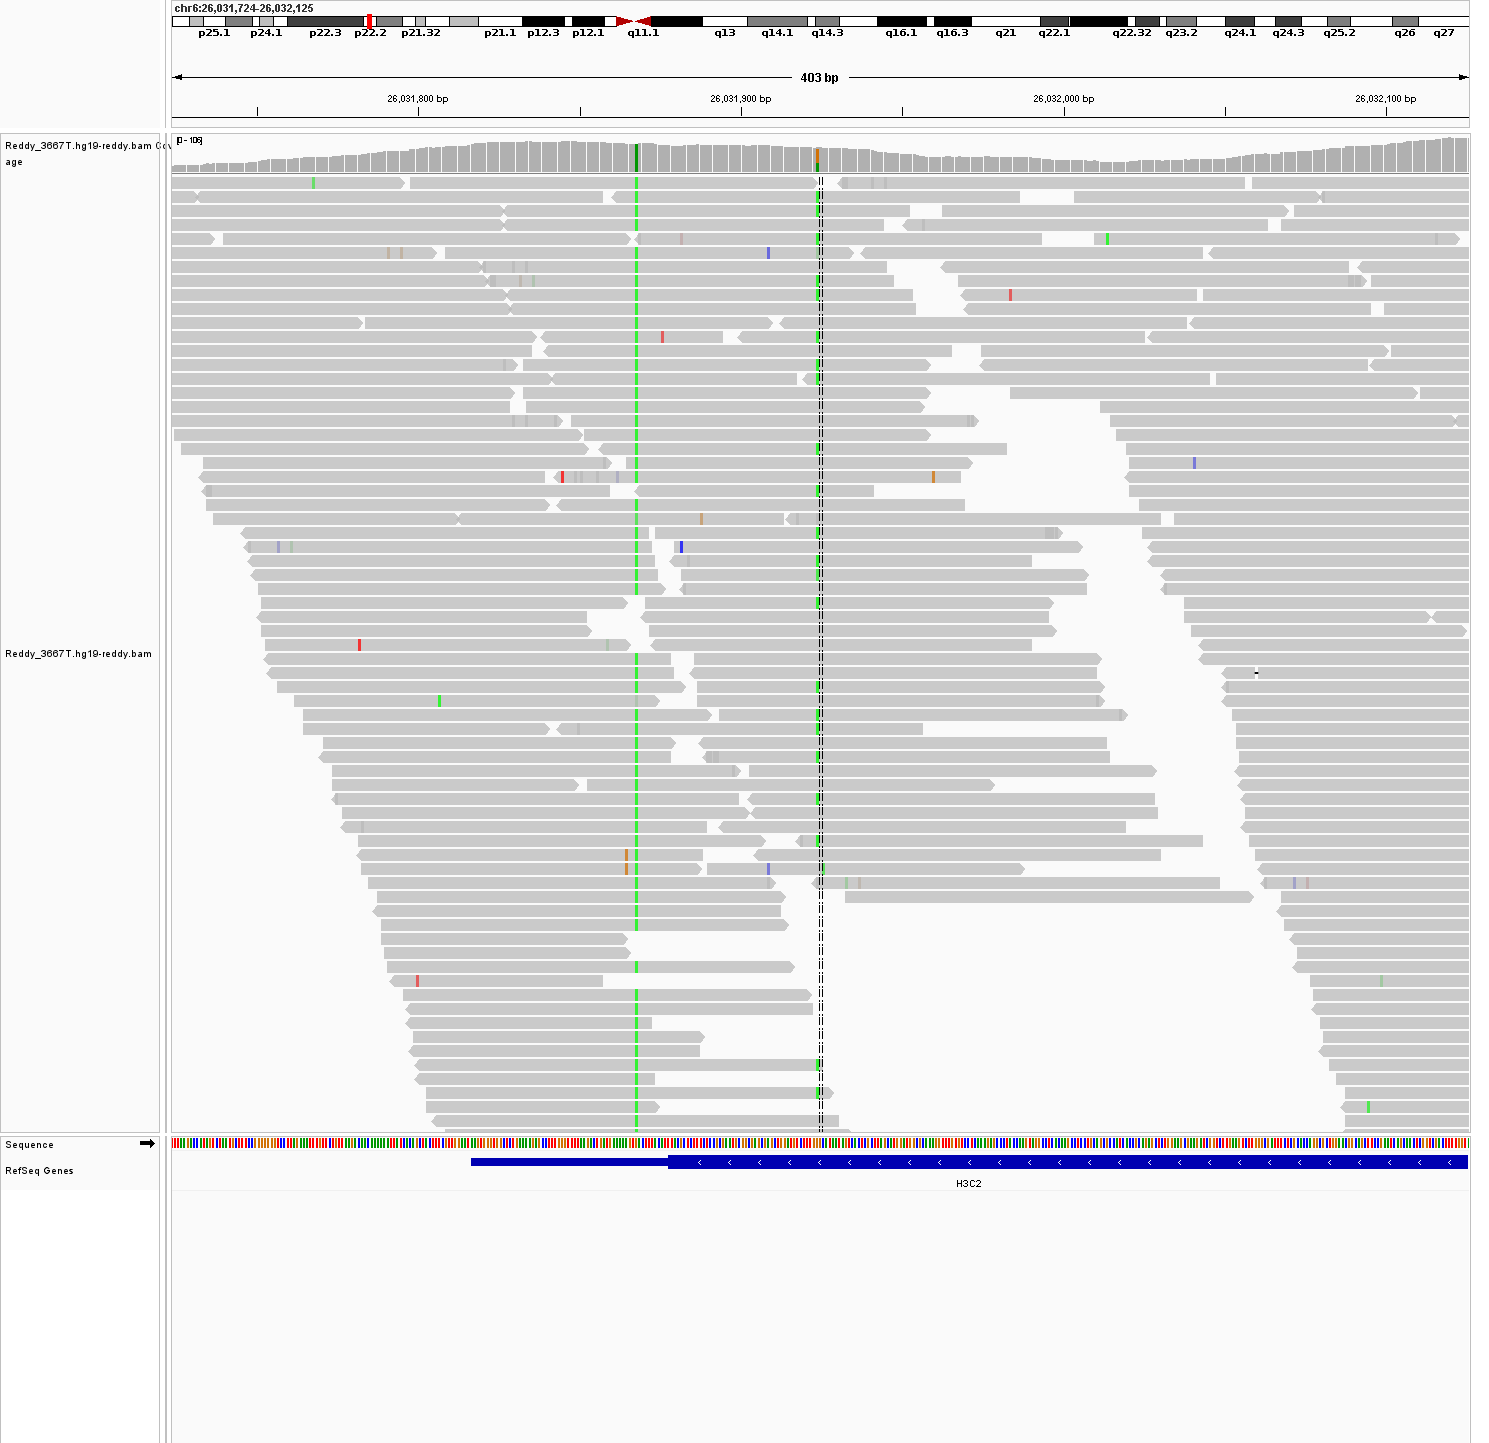 chr6:26,031,724-26,032,125
p25.1 p24.1 p22.3 p22.2 p21.32 p21.1 p12.3 p12.1 q11.1 q13 q14.1 q14.3 q16.1 q16.3 q21 q22.1 q22.32 q23.2 q24.1 q24.3 q25.2 q26 q27
403 bp
26,031,800 bp 26,031,900 bp 26,032,000 bp 26,032,100 bp
[0 - 106]
Reddy_3667T.hg19-reddy.bam Cov
age
Reddy_3667T.hg19-reddy.bam
Sequence
RefSeq Genes
H3C2